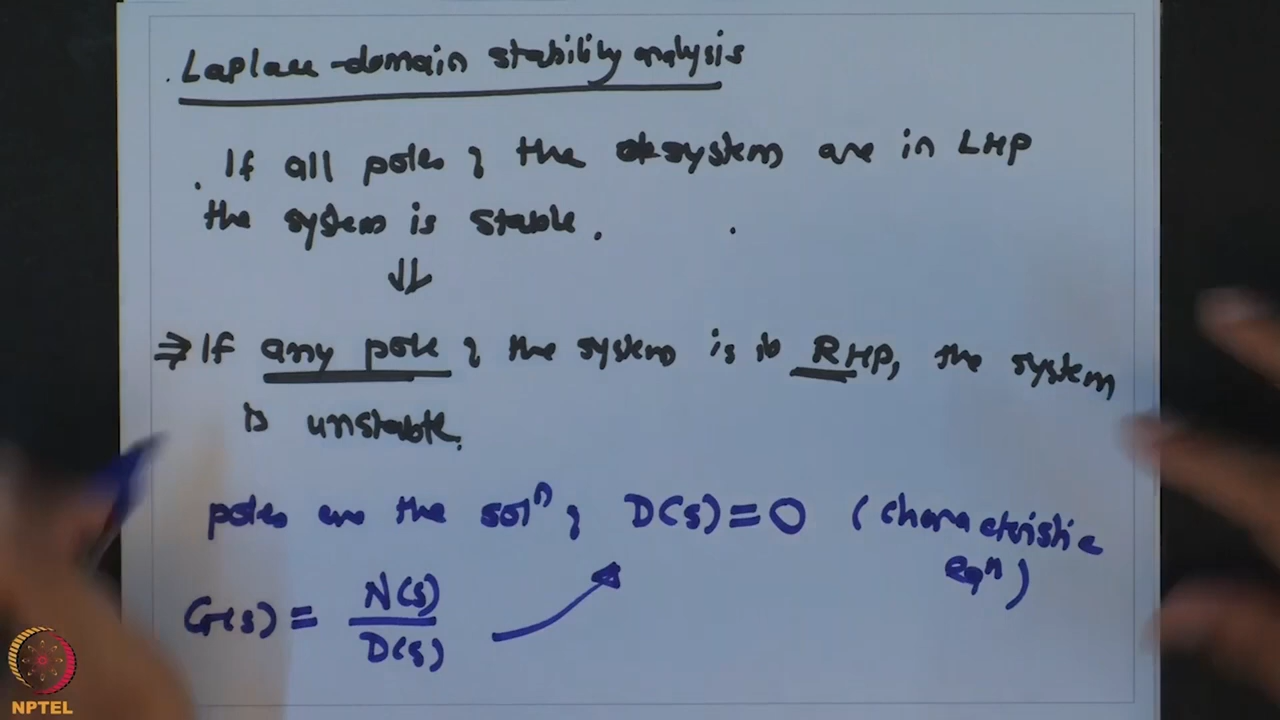 Laplace-domain stability analysis
If all poles of the system are in LHP
the system is stable.
⇓
⇒ If any pole of the system is in RHP, the system
is unstable.
poles are the solⁿ of D(s) = 0 (characteristic
eqⁿ)
G(s) = N(s)/D(s)
NPTEL